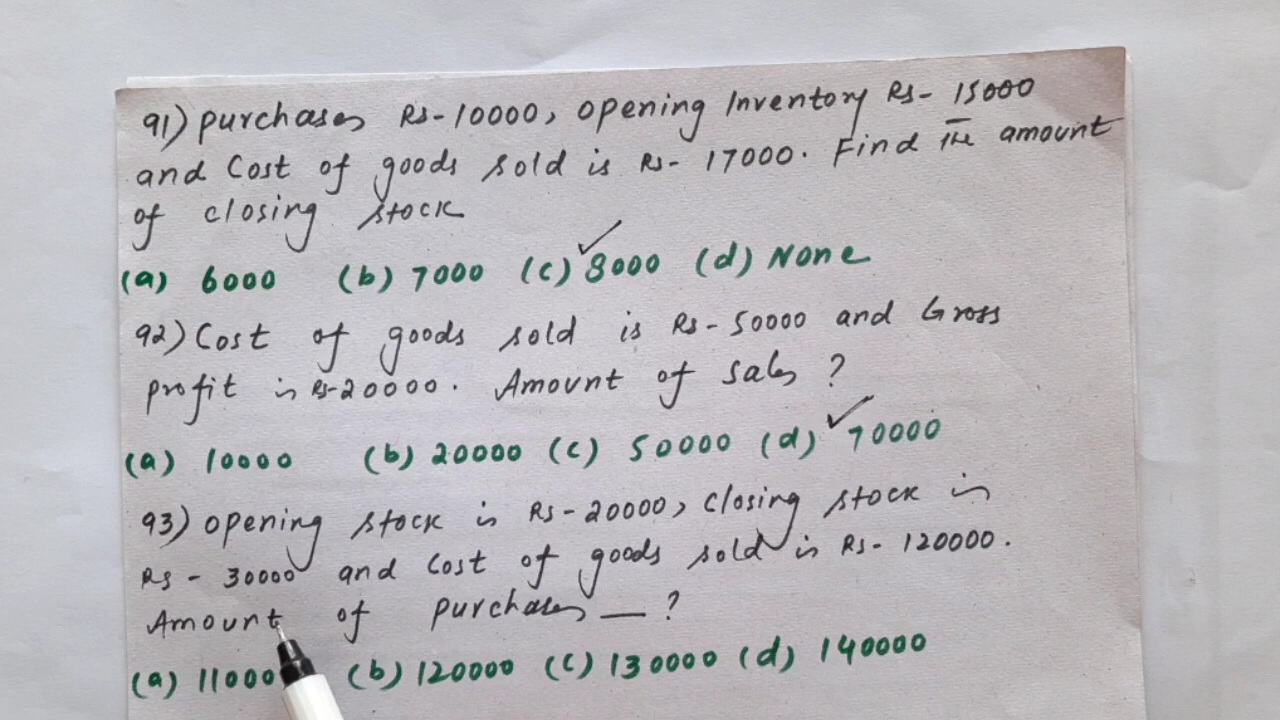 91) purchases Rs-10000, opening Inventory Rs- 15000
and Cost of goods sold is Rs- 17000. Find the amount
of closing stock
(a) 6000 (b) 7000 (c) 8000 (d) None
92) Cost of goods sold is Rs-50000 and Gross
profit is Rs-20000. Amount of sales ?
(a) 10000 (b) 20000 (c) 50000 (d) 70000
93) opening stock is Rs-20000, closing stock is
Rs - 30000 and Cost of goods sold is Rs- 120000.
Amount of purchases — ?
(a) 11000 (b) 120000 (c) 130000 (d) 140000